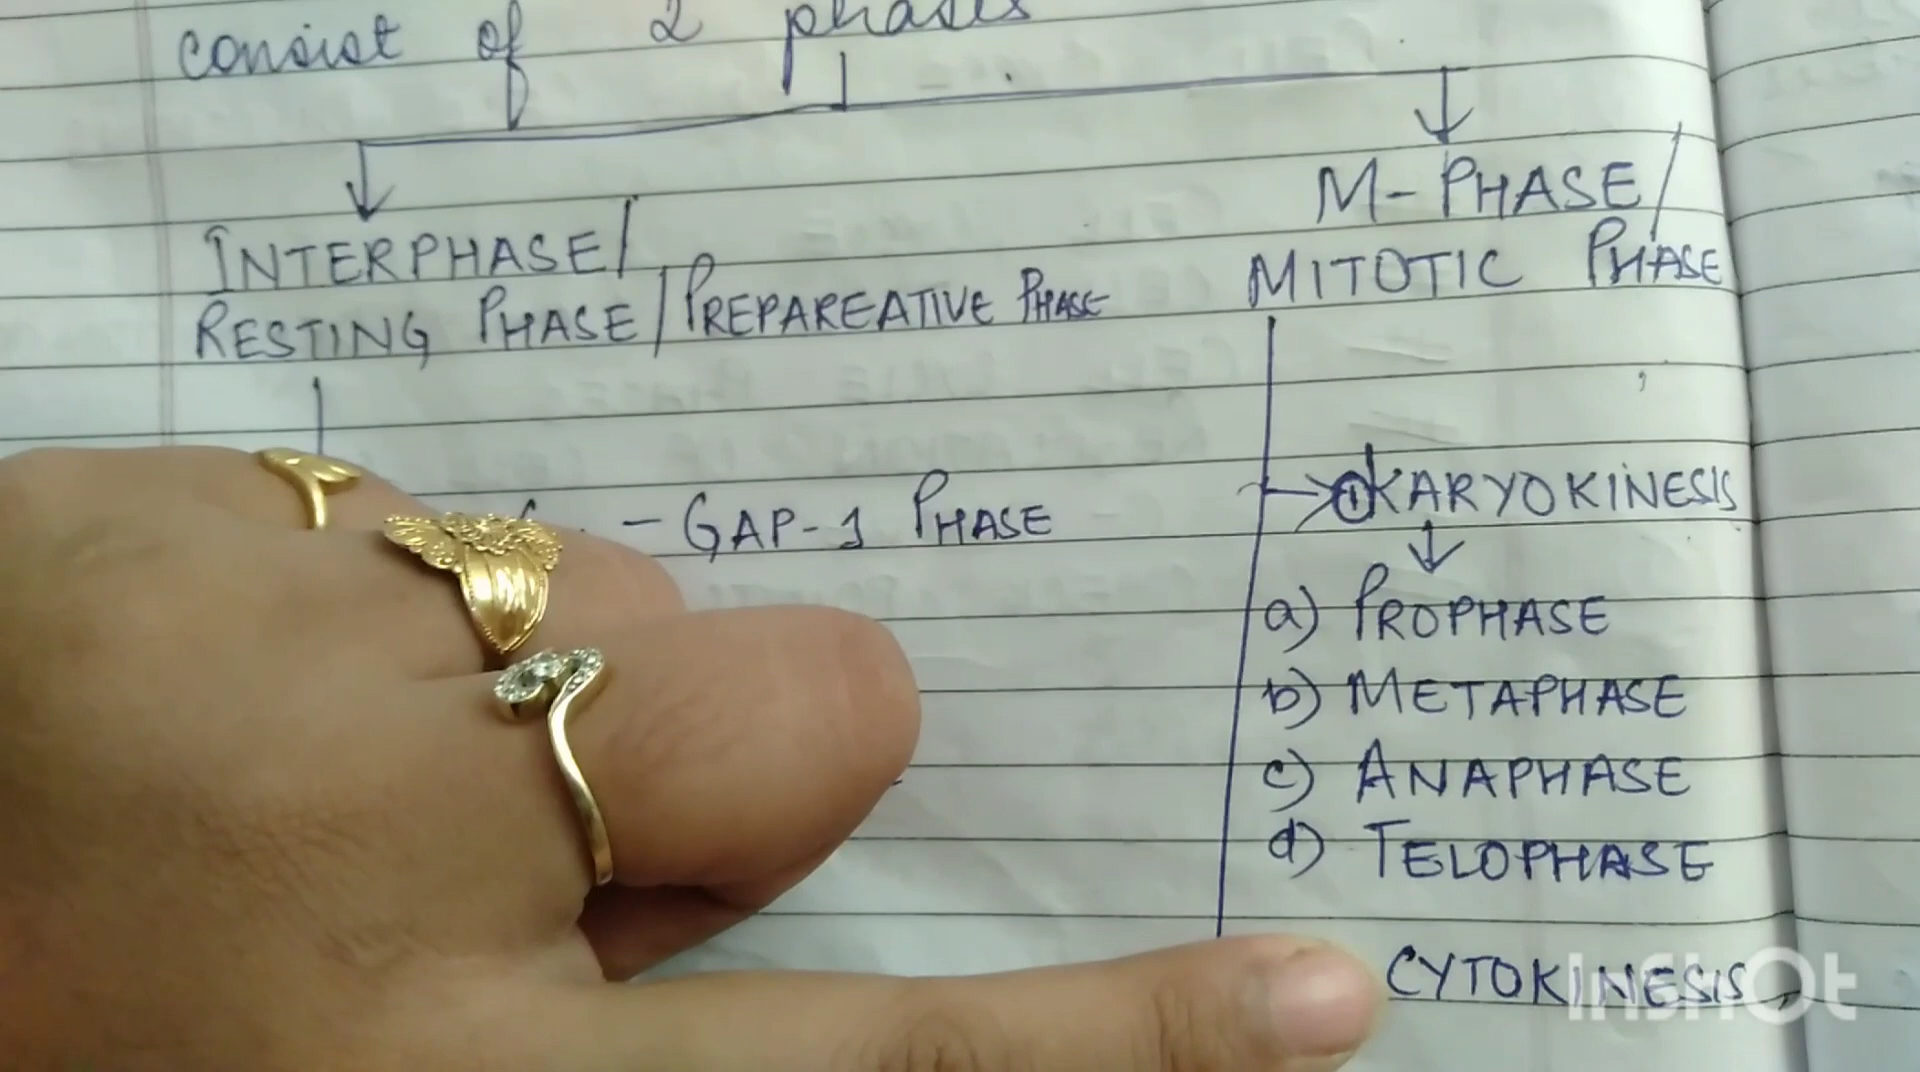 consist of 2 phases
INTERPHASE/
RESTING PHASE/PREPAREATIVE PHASE
- GAP-1 PHASE
M-PHASE/
MITOTIC PHASE
① KARYOKINESIS
a) PROPHASE
b) METAPHASE
c) ANAPHASE
d) TELOPHASE
CYTOKINESIS,
InShOt